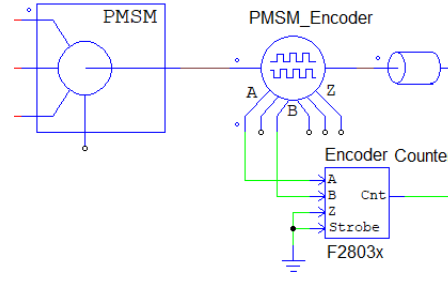 PMSM
PMSM_Encoder
A
B
Z
Encoder Counte
A
B
Cnt
Z
Strobe
F2803x